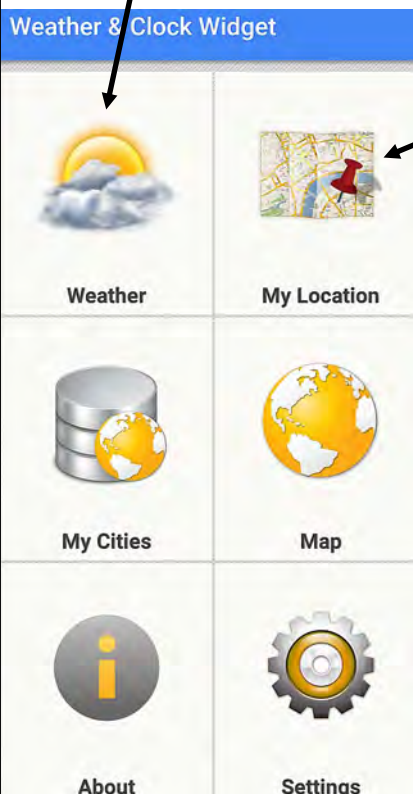 Weather & Clock Widget
Weather
My Location
My Cities
Map
About
Settings